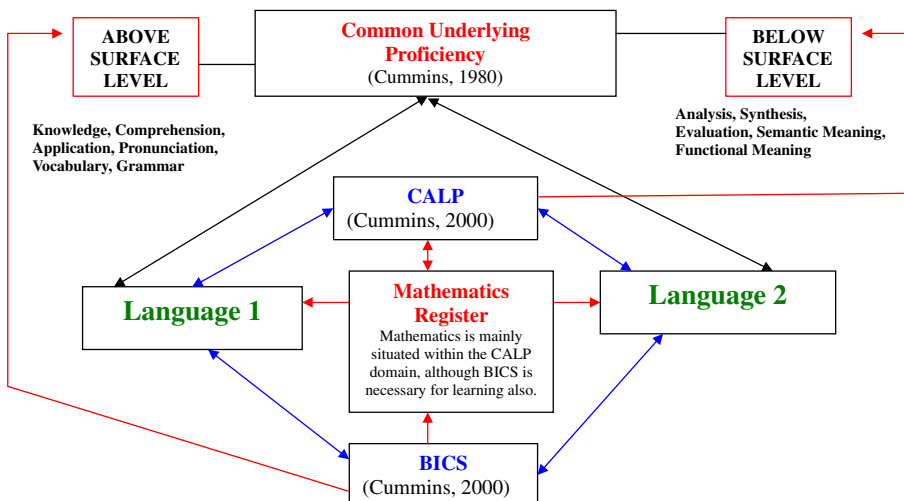 ABOVE
SURFACE
LEVEL
Common Underlying
Proficiency
(Cummins, 1980)
BELOW
SURFACE
LEVEL
Knowledge, Comprehension,
Application, Pronunciation,
Vocabulary, Grammar
Analysis, Synthesis,
Evaluation, Semantic Meaning,
Functional Meaning
CALP
(Cummins, 2000)
Language 1
Mathematics
Register
Mathematics is mainly
situated within the CALP
domain, although BICS is
necessary for learning also.
Language 2
BICS
(Cummins, 2000)